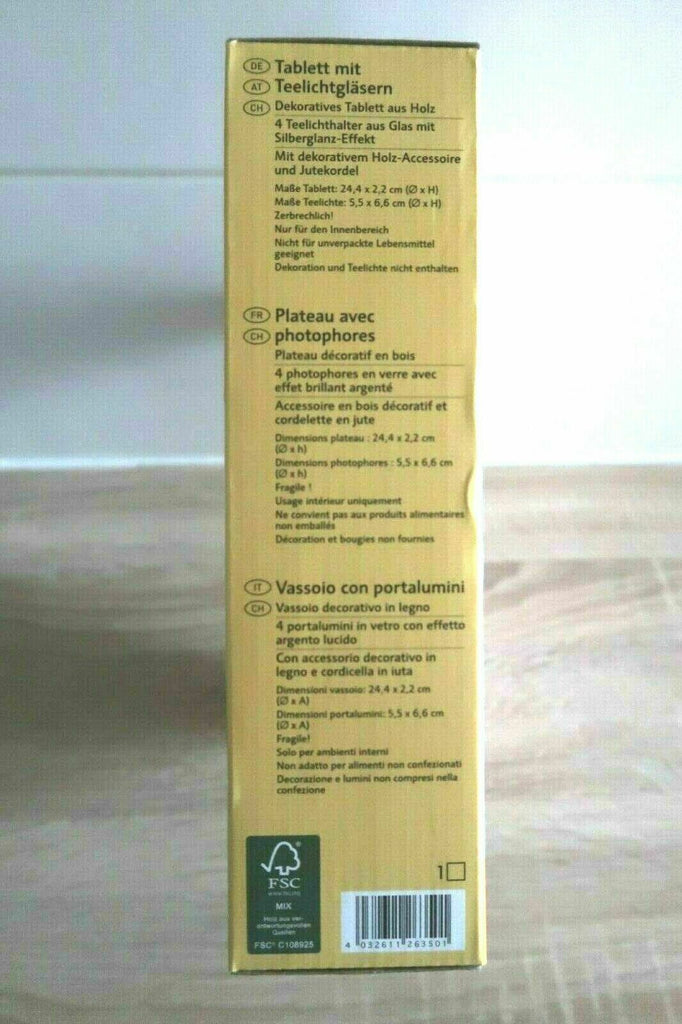 DE Tablett mit
AT Teelichtgläsern
CH Dekoratives Tablett aus Holz
4 Teelichthalter aus Glas mit
Silberglanz-Effekt
Mit dekorativem Holz-Accessoire
und Jutekordel
Maße Tablett: 24,4 x 2,2 cm (Ø x H)
Maße Teelichte: 5,5 x 6,6 cm (Ø x H)
Zerbrechlich!
Nur für den Innenbereich
Nicht für unverpackte Lebensmittel
geeignet
Dekoration und Teelichte nicht enthalten
FR Plateau avec
CH photophores
Plateau décoratif en bois
4 photophores en verre avec
effet brillant argenté
Accessoire en bois décoratif et
cordelette en jute
Dimensions plateau : 24,4 x 2,2 cm
(Ø x h)
Dimensions photophores : 5,5 x 6,6 cm
(Ø x h)
Fragile !
Usage intérieur uniquement
Ne convient pas aux produits alimentaires
non emballés
Décoration et bougies non fournies
IT Vassoio con portalumini
CH Vassoio decorativo in legno
4 portalumini in vetro con effetto
argento lucido
Con accessorio decorativo in
legno e cordicella in iuta
Dimensioni vassoio: 24,4 x 2,2 cm
(Ø x A)
Dimensioni portalumini: 5,5 x 6,6 cm
(Ø x A)
Fragile!
Solo per ambienti interni
Non adatto per alimenti non confezionati
Decorazione e lumini non compresi nella
confezione
1
®
FSC
www.fsc.org
MIX
Holz aus ver-
antwortungsvollen
Quellen
FSC® C108925
4 032611 263501